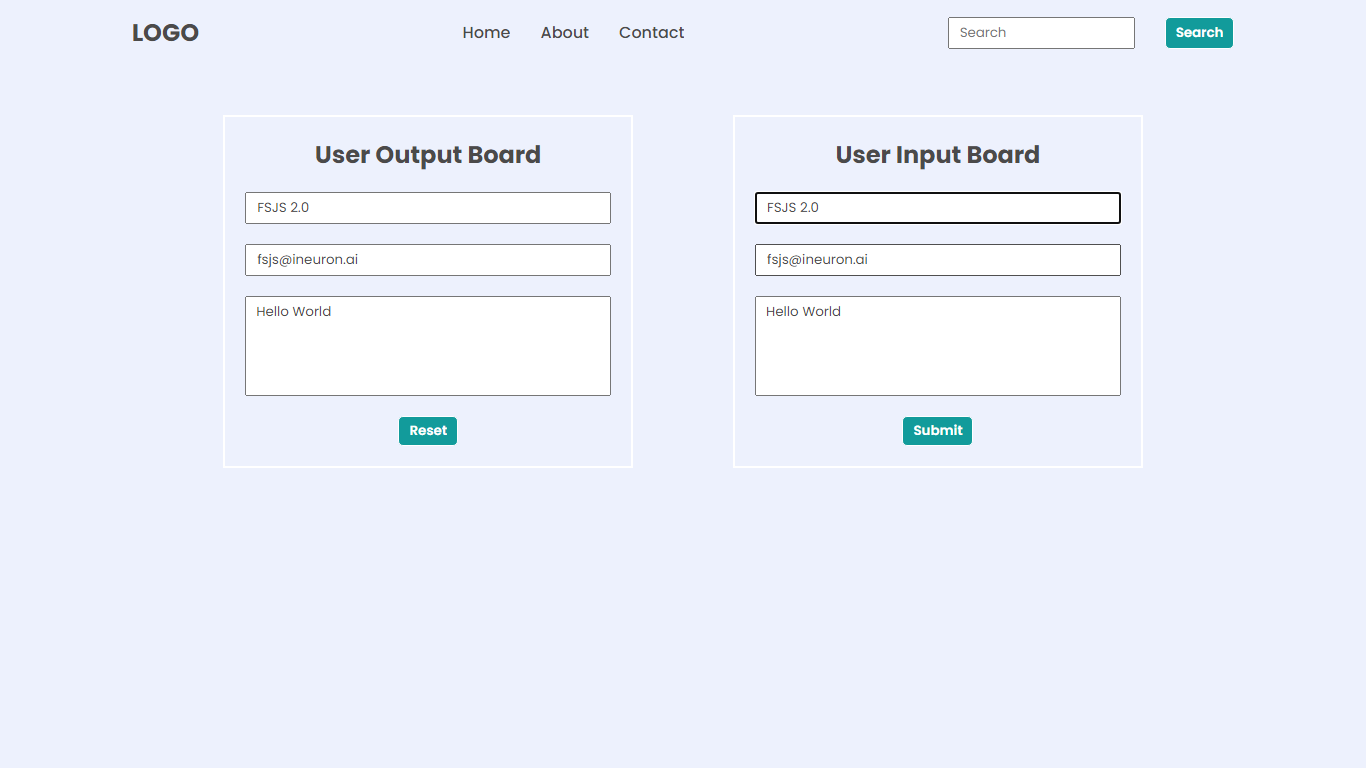 LOGO
Home About Contact
Search
Search
User Output Board
FSJS 2.0
fsjs@ineuron.ai
Hello World
Reset
User Input Board
FSJS 2.0
fsjs@ineuron.ai
Hello World
Submit